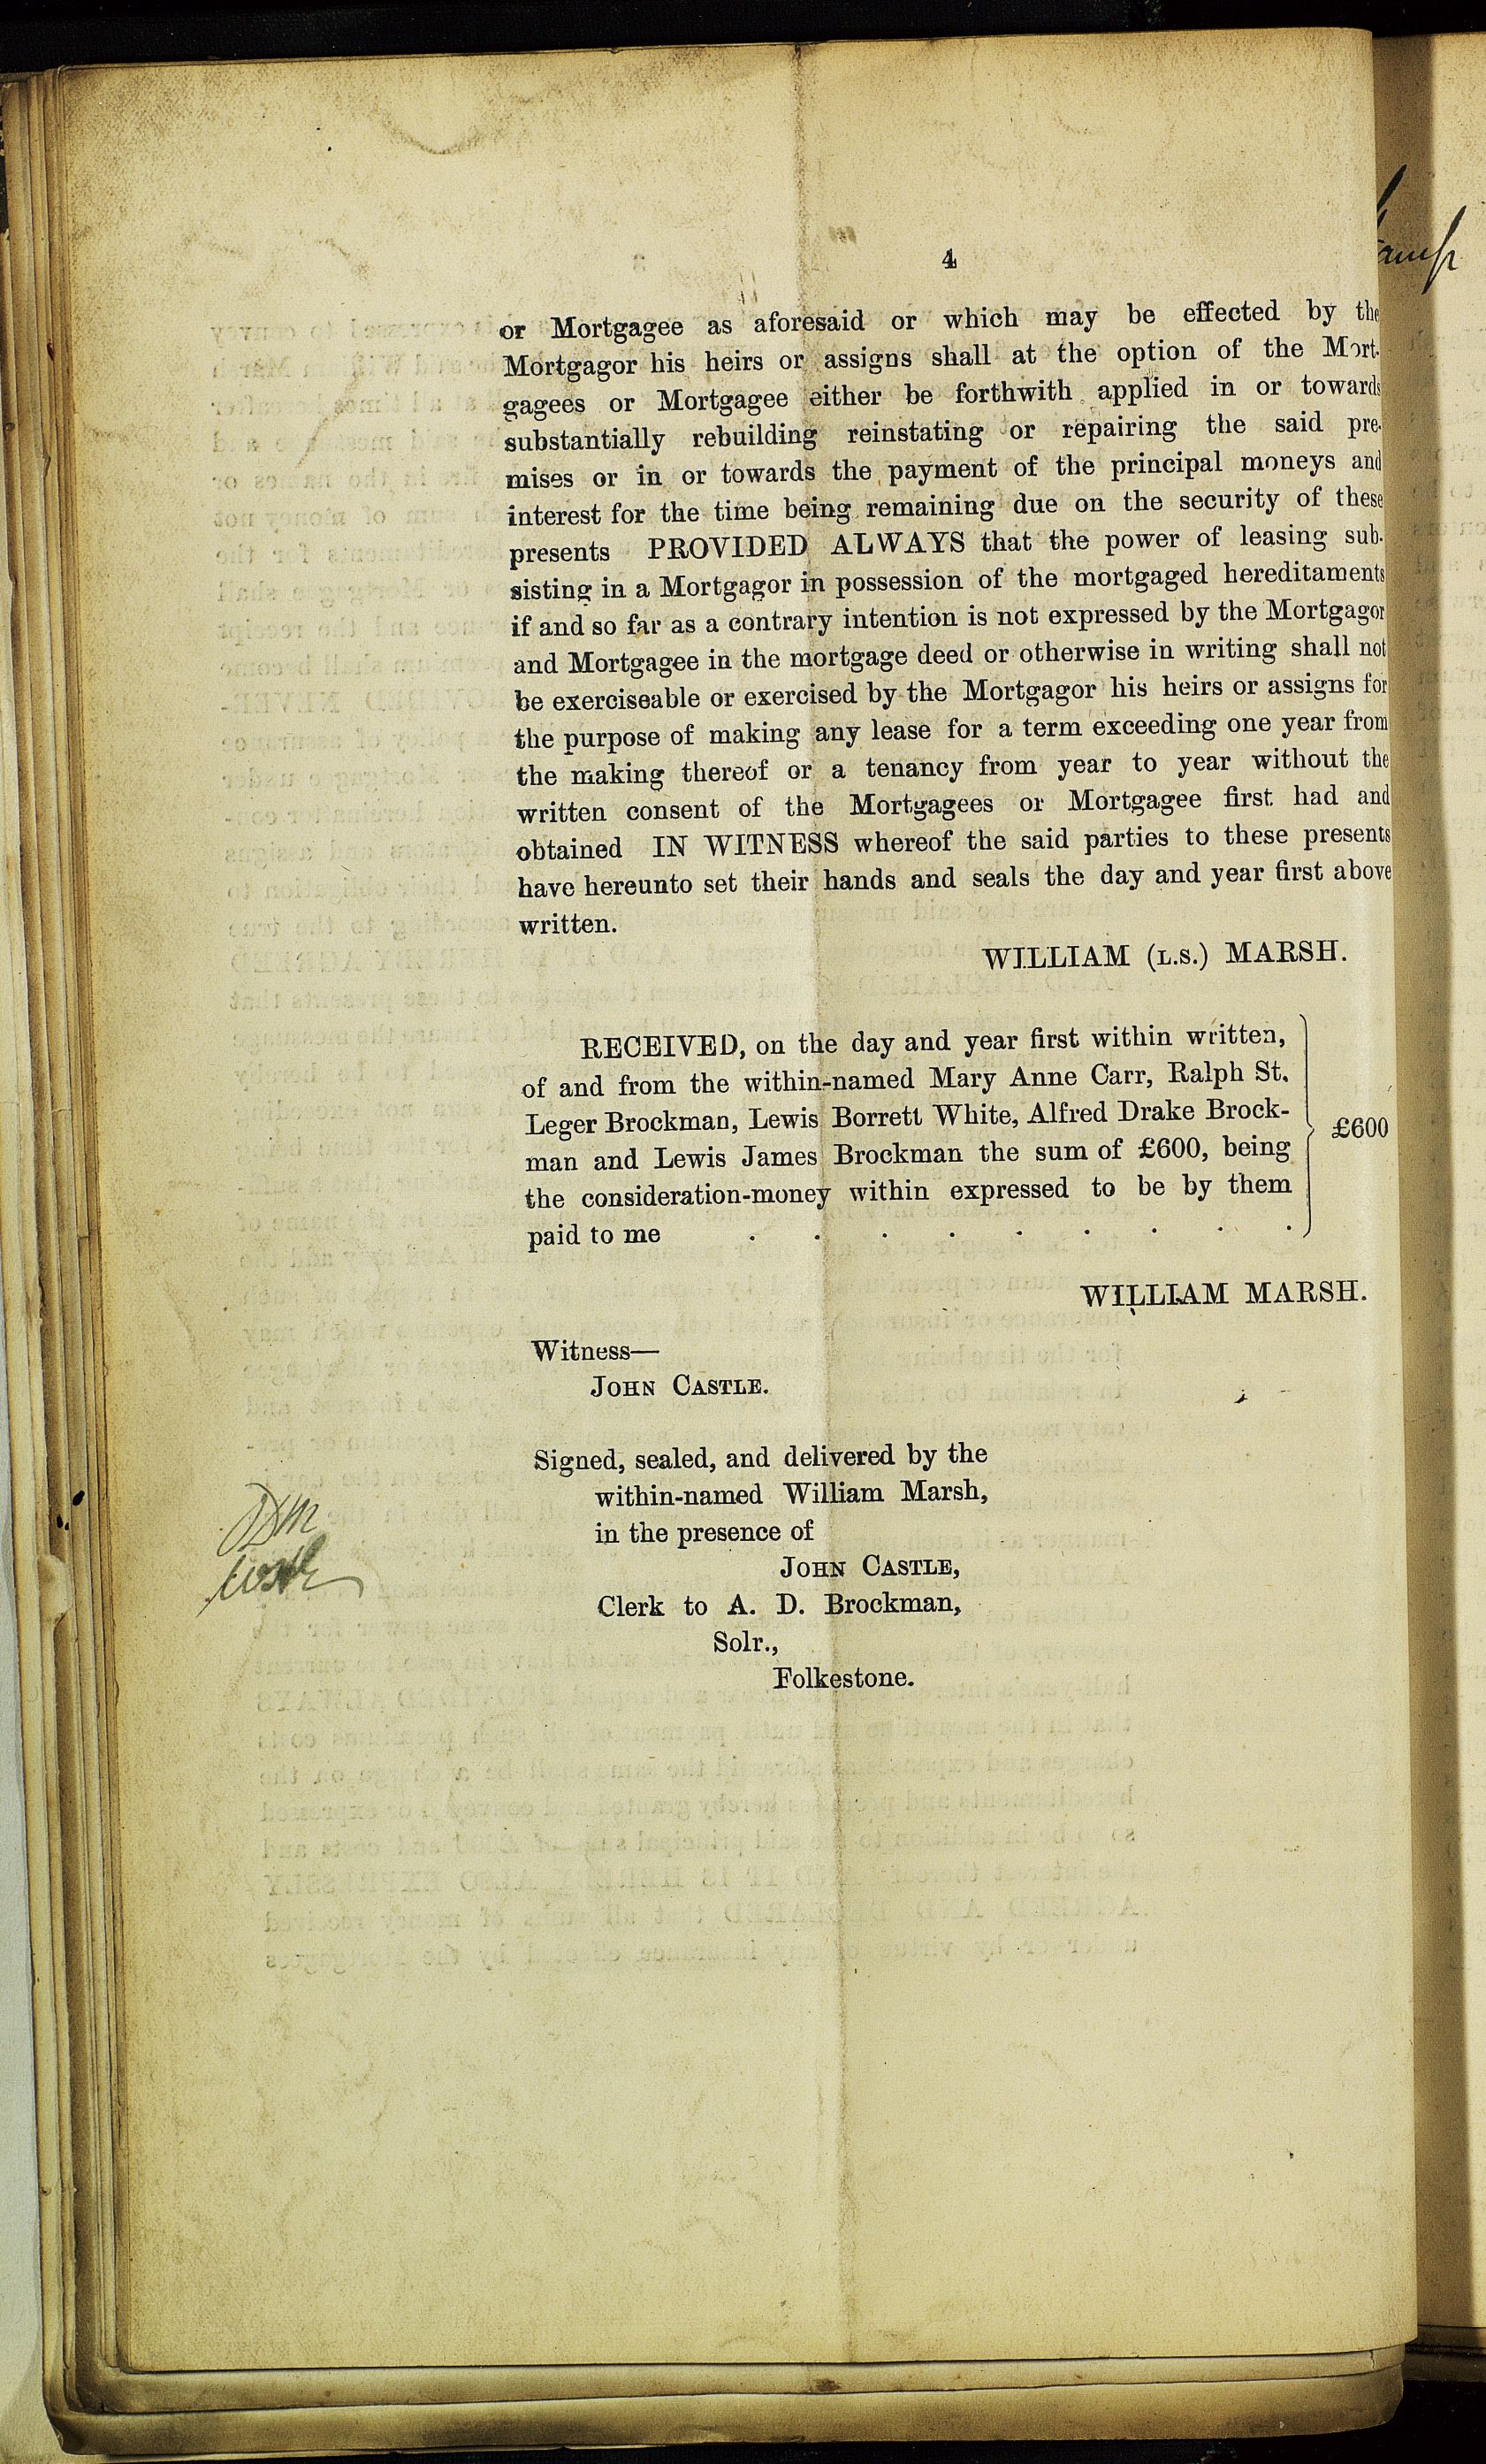 4
or Mortgagee as aforesaid or which may be effected by the
Mortgagor his heirs or assigns shall at the option of the Mort-
gagees or Mortgagee either be forthwith applied in or towards
substantially rebuilding reinstating or repairing the said pre-
mises or in or towards the payment of the principal moneys and
interest for the time being remaining due on the security of these
presents PROVIDED ALWAYS that the power of leasing sub-
sisting in a Mortgagor in possession of the mortgaged hereditaments
if and so far as a contrary intention is not expressed by the Mortgagor
and Mortgagee in the mortgage deed or otherwise in writing shall not
be exerciseable or exercised by the Mortgagor his heirs or assigns for
the purpose of making any lease for a term exceeding one year from
the making thereof or a tenancy from year to year without the
written consent of the Mortgagees or Mortgagee first had and
obtained IN WITNESS whereof the said parties to these presents
have hereunto set their hands and seals the day and year first above
written.
WILLIAM (L.S.) MARSH.
RECEIVED, on the day and year first within written,
of and from the within-named Mary Anne Carr, Ralph St.
Leger Brockman, Lewis Borrett White, Alfred Drake Brock-
man and Lewis James Brockman the sum of £600, being
the consideration-money within expressed to be by them
paid to me . . . . . . . . .
£600
WILLIAM MARSH.
Witness—
JOHN CASTLE.
Signed, sealed, and delivered by the
within-named William Marsh,
in the presence of
JOHN CASTLE,
Clerk to A. D. Brockman,
Solr.,
Folkestone.